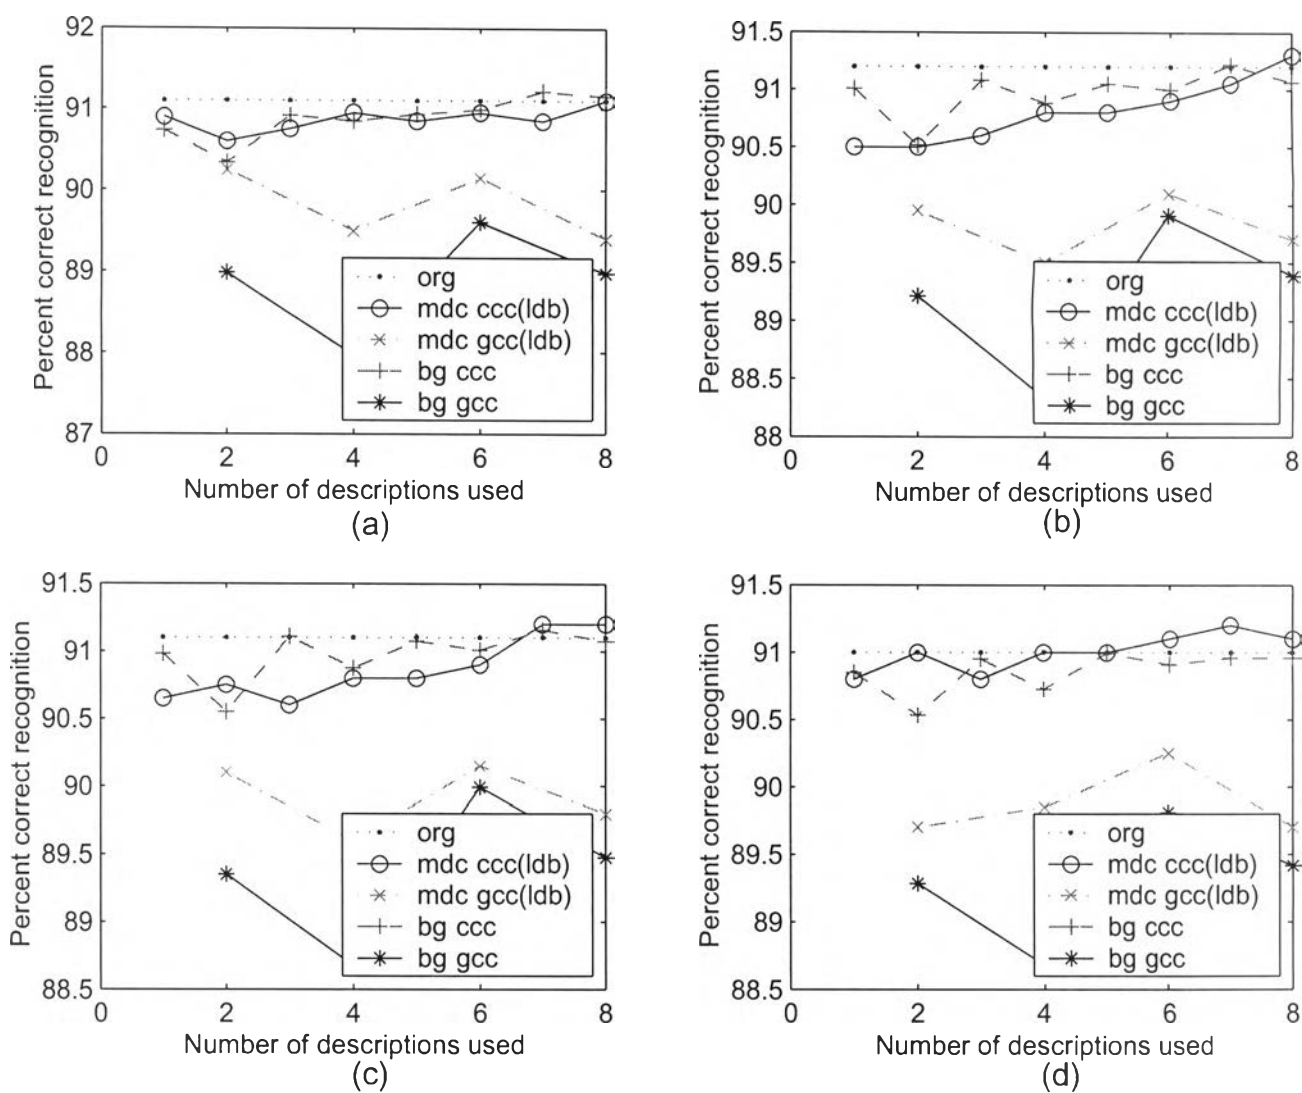 92
91
90
89
88
87
Percent correct recognition
org
mdc ccc(ldb)
mdc gcc(ldb)
bg ccc
bg gcc
0 2 4 6 8
Number of descriptions used
(a)
91.5
91
90.5
90
89.5
89
88.5
88
Percent correct recognition
org
mdc ccc(ldb)
mdc gcc(ldb)
bg ccc
bg gcc
0 2 4 6 8
Number of descriptions used
(b)
91.5
91
90.5
90
89.5
89
88.5
Percent correct recognition
org
mdc ccc(ldb)
mdc gcc(ldb)
bg ccc
bg gcc
0 2 4 6 8
Number of descriptions used
(c)
91.5
91
90.5
90
89.5
89
88.5
Percent correct recognition
org
mdc ccc(ldb)
mdc gcc(ldb)
bg ccc
bg gcc
0 2 4 6 8
Number of descriptions used
(d)